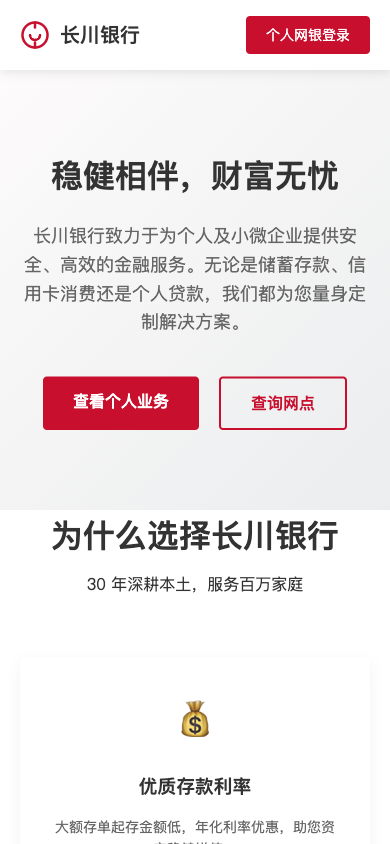 长川银行
个人网银登录
稳健相伴，财富无忧
长川银行致力于为个人及小微企业提供安
全、高效的金融服务。无论是储蓄存款、信
用卡消费还是个人贷款，我们都为您量身定
制解决方案。
查看个人业务
查询网点
为什么选择长川银行
30 年深耕本土，服务百万家庭
优质存款利率
大额存单起存金额低，年化利率优惠，助您资